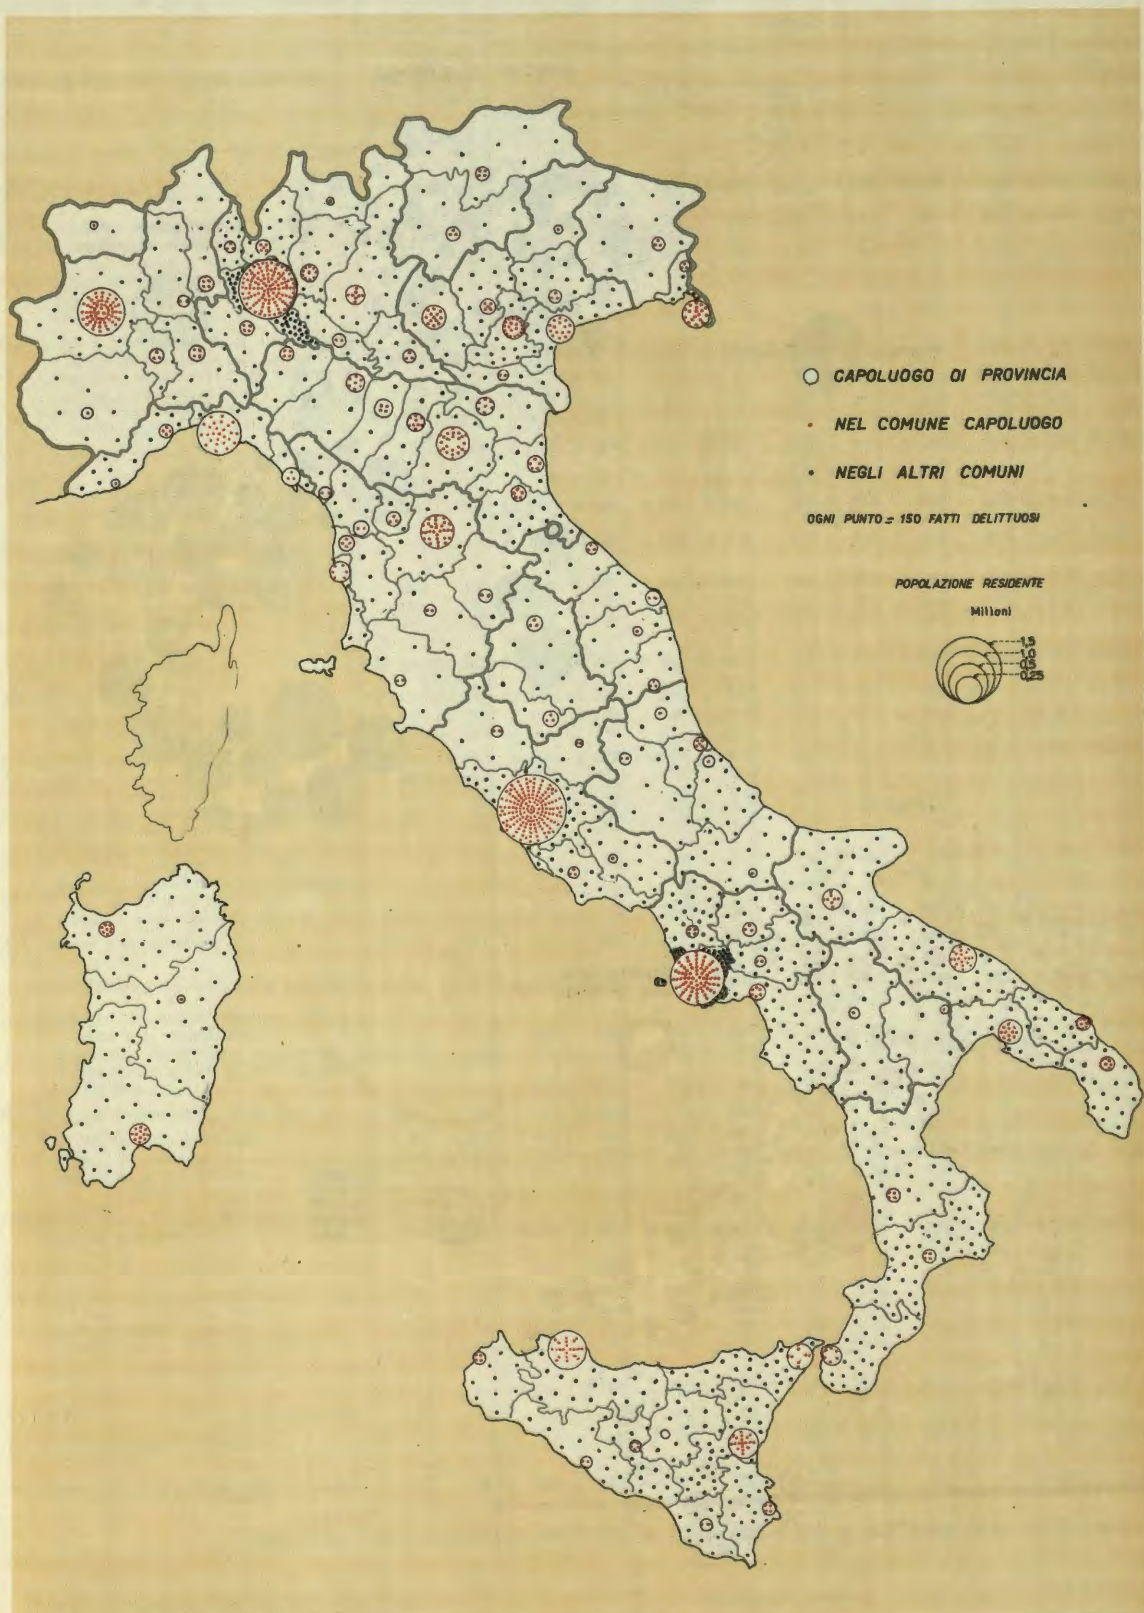 CAPOLUOGO DI PROVINCIA
NEL COMUNE CAPOLUOGO
NEGLI ALTRI COMUNI
OGNI PUNTO = 150 FATTI DELITTUOSI
POPOLAZIONE RESIDENTE
Milioni
1,5
1,0
0,5
0,25